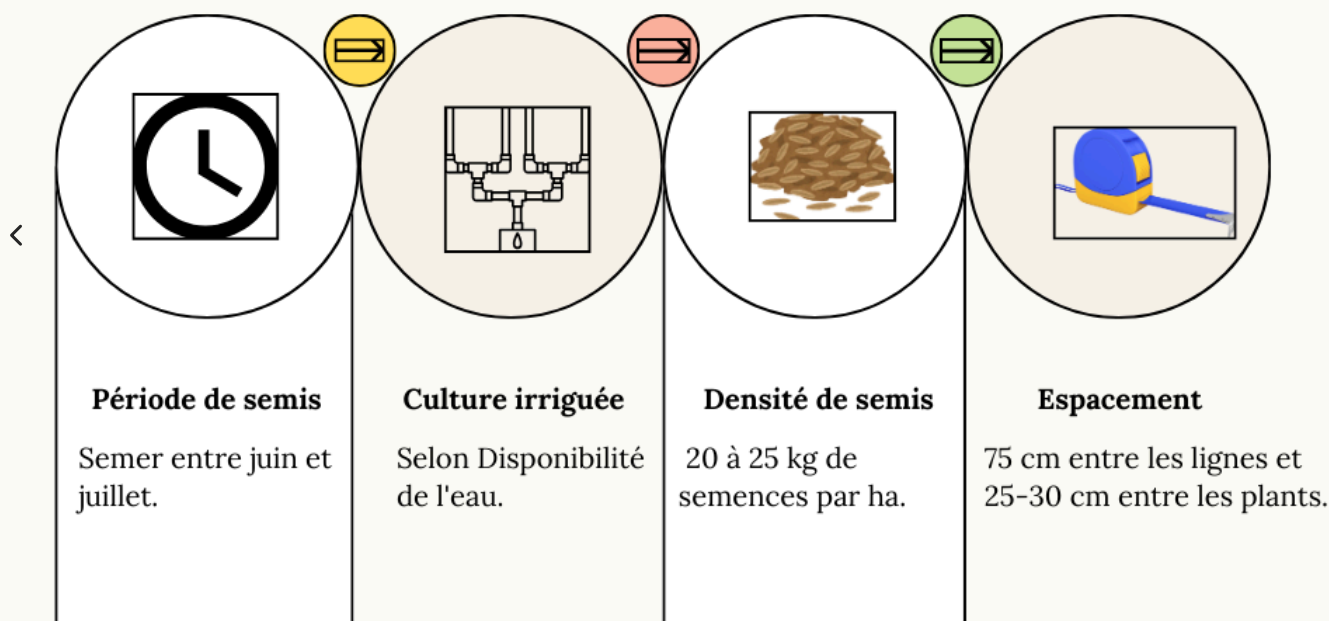 Période de semis
Semer entre juin et
juillet.
Culture irriguée
Selon Disponibilité
de l'eau.
Densité de semis
20 à 25 kg de
semences par ha.
Espacement
75 cm entre les lignes et
25-30 cm entre les plants.